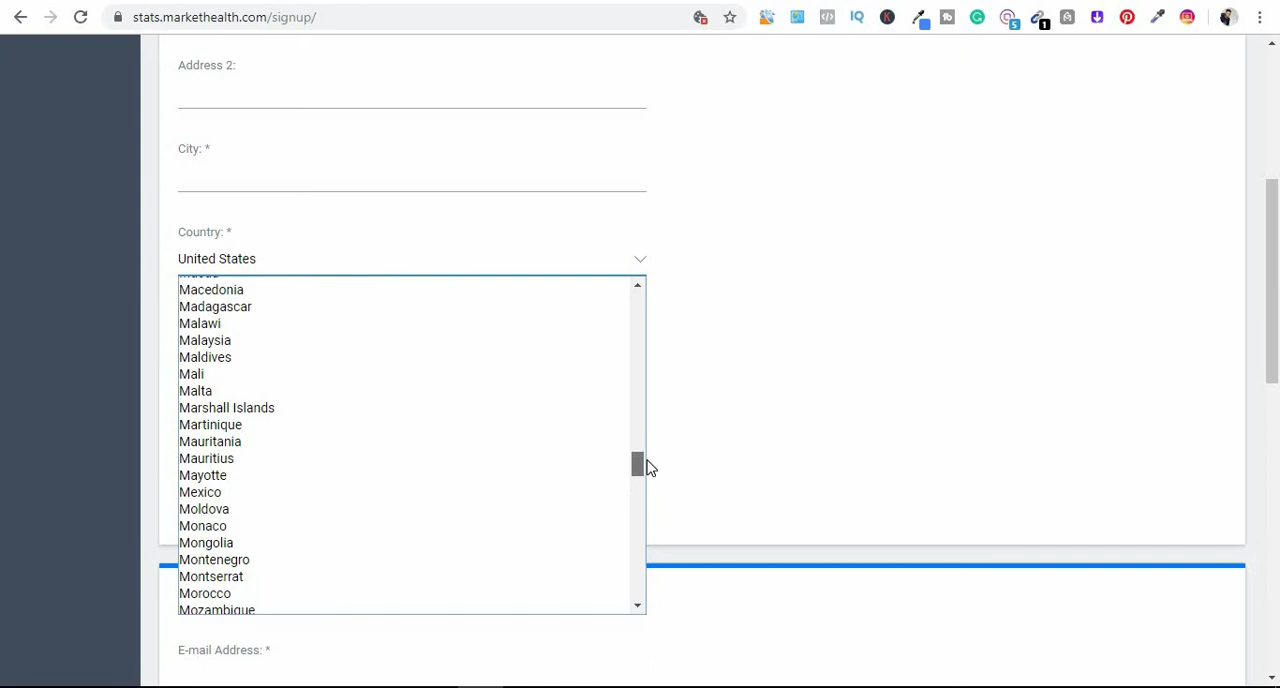 stats.markethealth.com/signup/
Address 2:
City: *
Country: *
United States
Macedonia
Madagascar
Malawi
Malaysia
Maldives
Mali
Malta
Marshall Islands
Martinique
Mauritania
Mauritius
Mayotte
Mexico
Moldova
Monaco
Mongolia
Montenegro
Montserrat
Morocco
Mozambique
E-mail Address: *